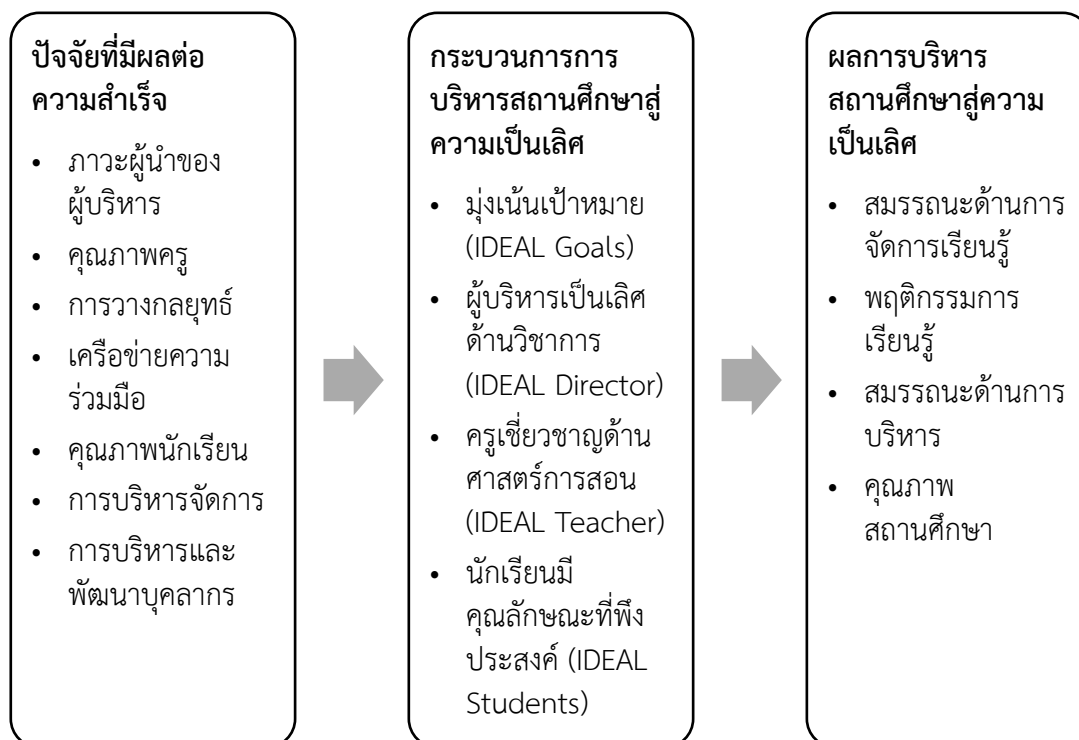 ปัจจัยที่มีผลต่อ
ความสำเร็จ
• ภาวะผู้นำของ
ผู้บริหาร
• คุณภาพครู
• การวางกลยุทธ์
• เครือข่ายความ
ร่วมมือ
• คุณภาพนักเรียน
• การบริหารจัดการ
• การบริหารและ
พัฒนาบุคลากร
กระบวนการการ
บริหารสถานศึกษาสู่
ความเป็นเลิศ
• มุ่งเน้นเป้าหมาย
(IDEAL Goals)
• ผู้บริหารเป็นเลิศ
ด้านวิชาการ
(IDEAL Director)
• ครูเชี่ยวชาญด้าน
ศาสตร์การสอน
(IDEAL Teacher)
• นักเรียนมี
คุณลักษณะที่พึง
ประสงค์ (IDEAL
Students)
ผลการบริหาร
สถานศึกษาสู่ความ
เป็นเลิศ
• สมรรถนะด้านการ
จัดการเรียนรู้
• พฤติกรรมการ
เรียนรู้
• สมรรถนะด้านการ
บริหาร
• คุณภาพ
สถานศึกษา